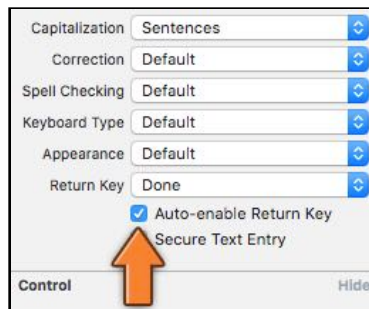 Capitalization Sentences
Correction Default
Spell Checking Default
Keyboard Type Default
Appearance Default
Return Key Done
Auto-enable Return Key
Secure Text Entry
Control Hide